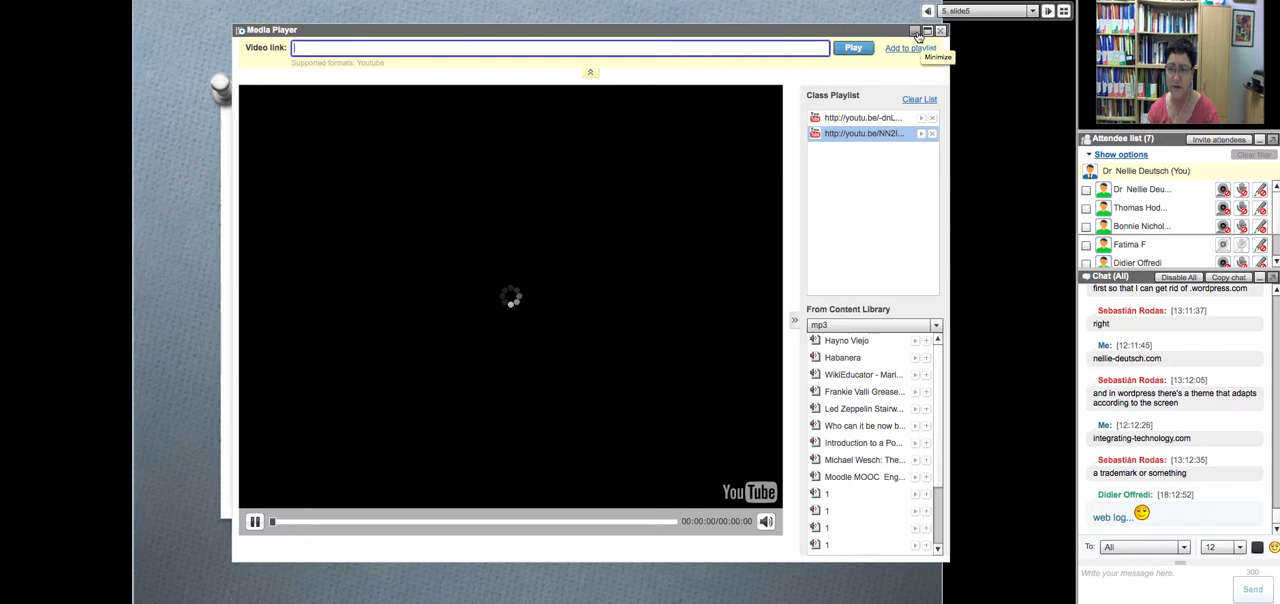 5. slide5
Media Player
Video link:
Play
Add to playlist
Minimize
Supported formats: Youtube
Class Playlist
Clear List
http://youtu.be/-dnL...
http://youtu.be/NN2I...
From Content Library
mp3
Hayno Viejo
Habanera
WikiEducator - Mari...
Frankie Valli Grease...
Led Zeppelin Stairw...
Who can it be now b...
Introduction to a Po...
Michael Wesch: The...
Moodle MOOC Eng...
1
1
1
1
YouTube
00:00:00/00:00:00
Attendee list (7)
Invite attendees
Show options
Clear filter
Dr Nellie Deutsch (You)
Dr Nellie Deu...
Thomas Hod...
Bonnie Nichol...
Fatima F
Didier Offredi
Chat (All)
Disable All
Copy chat
first so that I can get rid of .wordpress.com
Sebastián Rodas: [13:11:37]
right
Me: [12:11:45]
nellie-deutsch.com
Sebastián Rodas: [13:12:05]
and in wordpress there's a theme that adapts
according to the screen
Me: [12:12:26]
integrating-technology.com
Sebastián Rodas: [13:12:35]
a trademark or something
Didier Offredi: [18:12:52]
web log...
To:
All
12
Write your message here.
300
Send